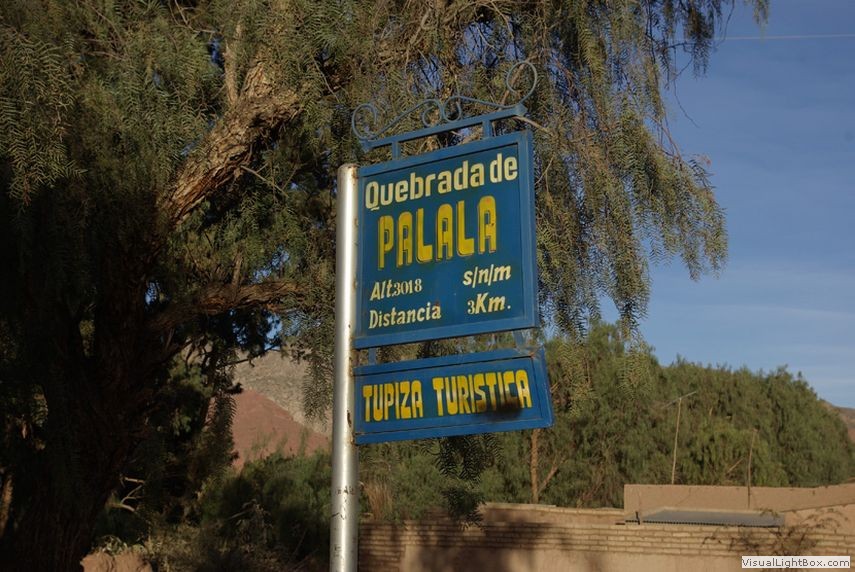 Quebrada de
PALALA
Alt.3018 s/n/m
Distancia 3Km.
TUPIZA TURISTICA
VisualLightBox.com